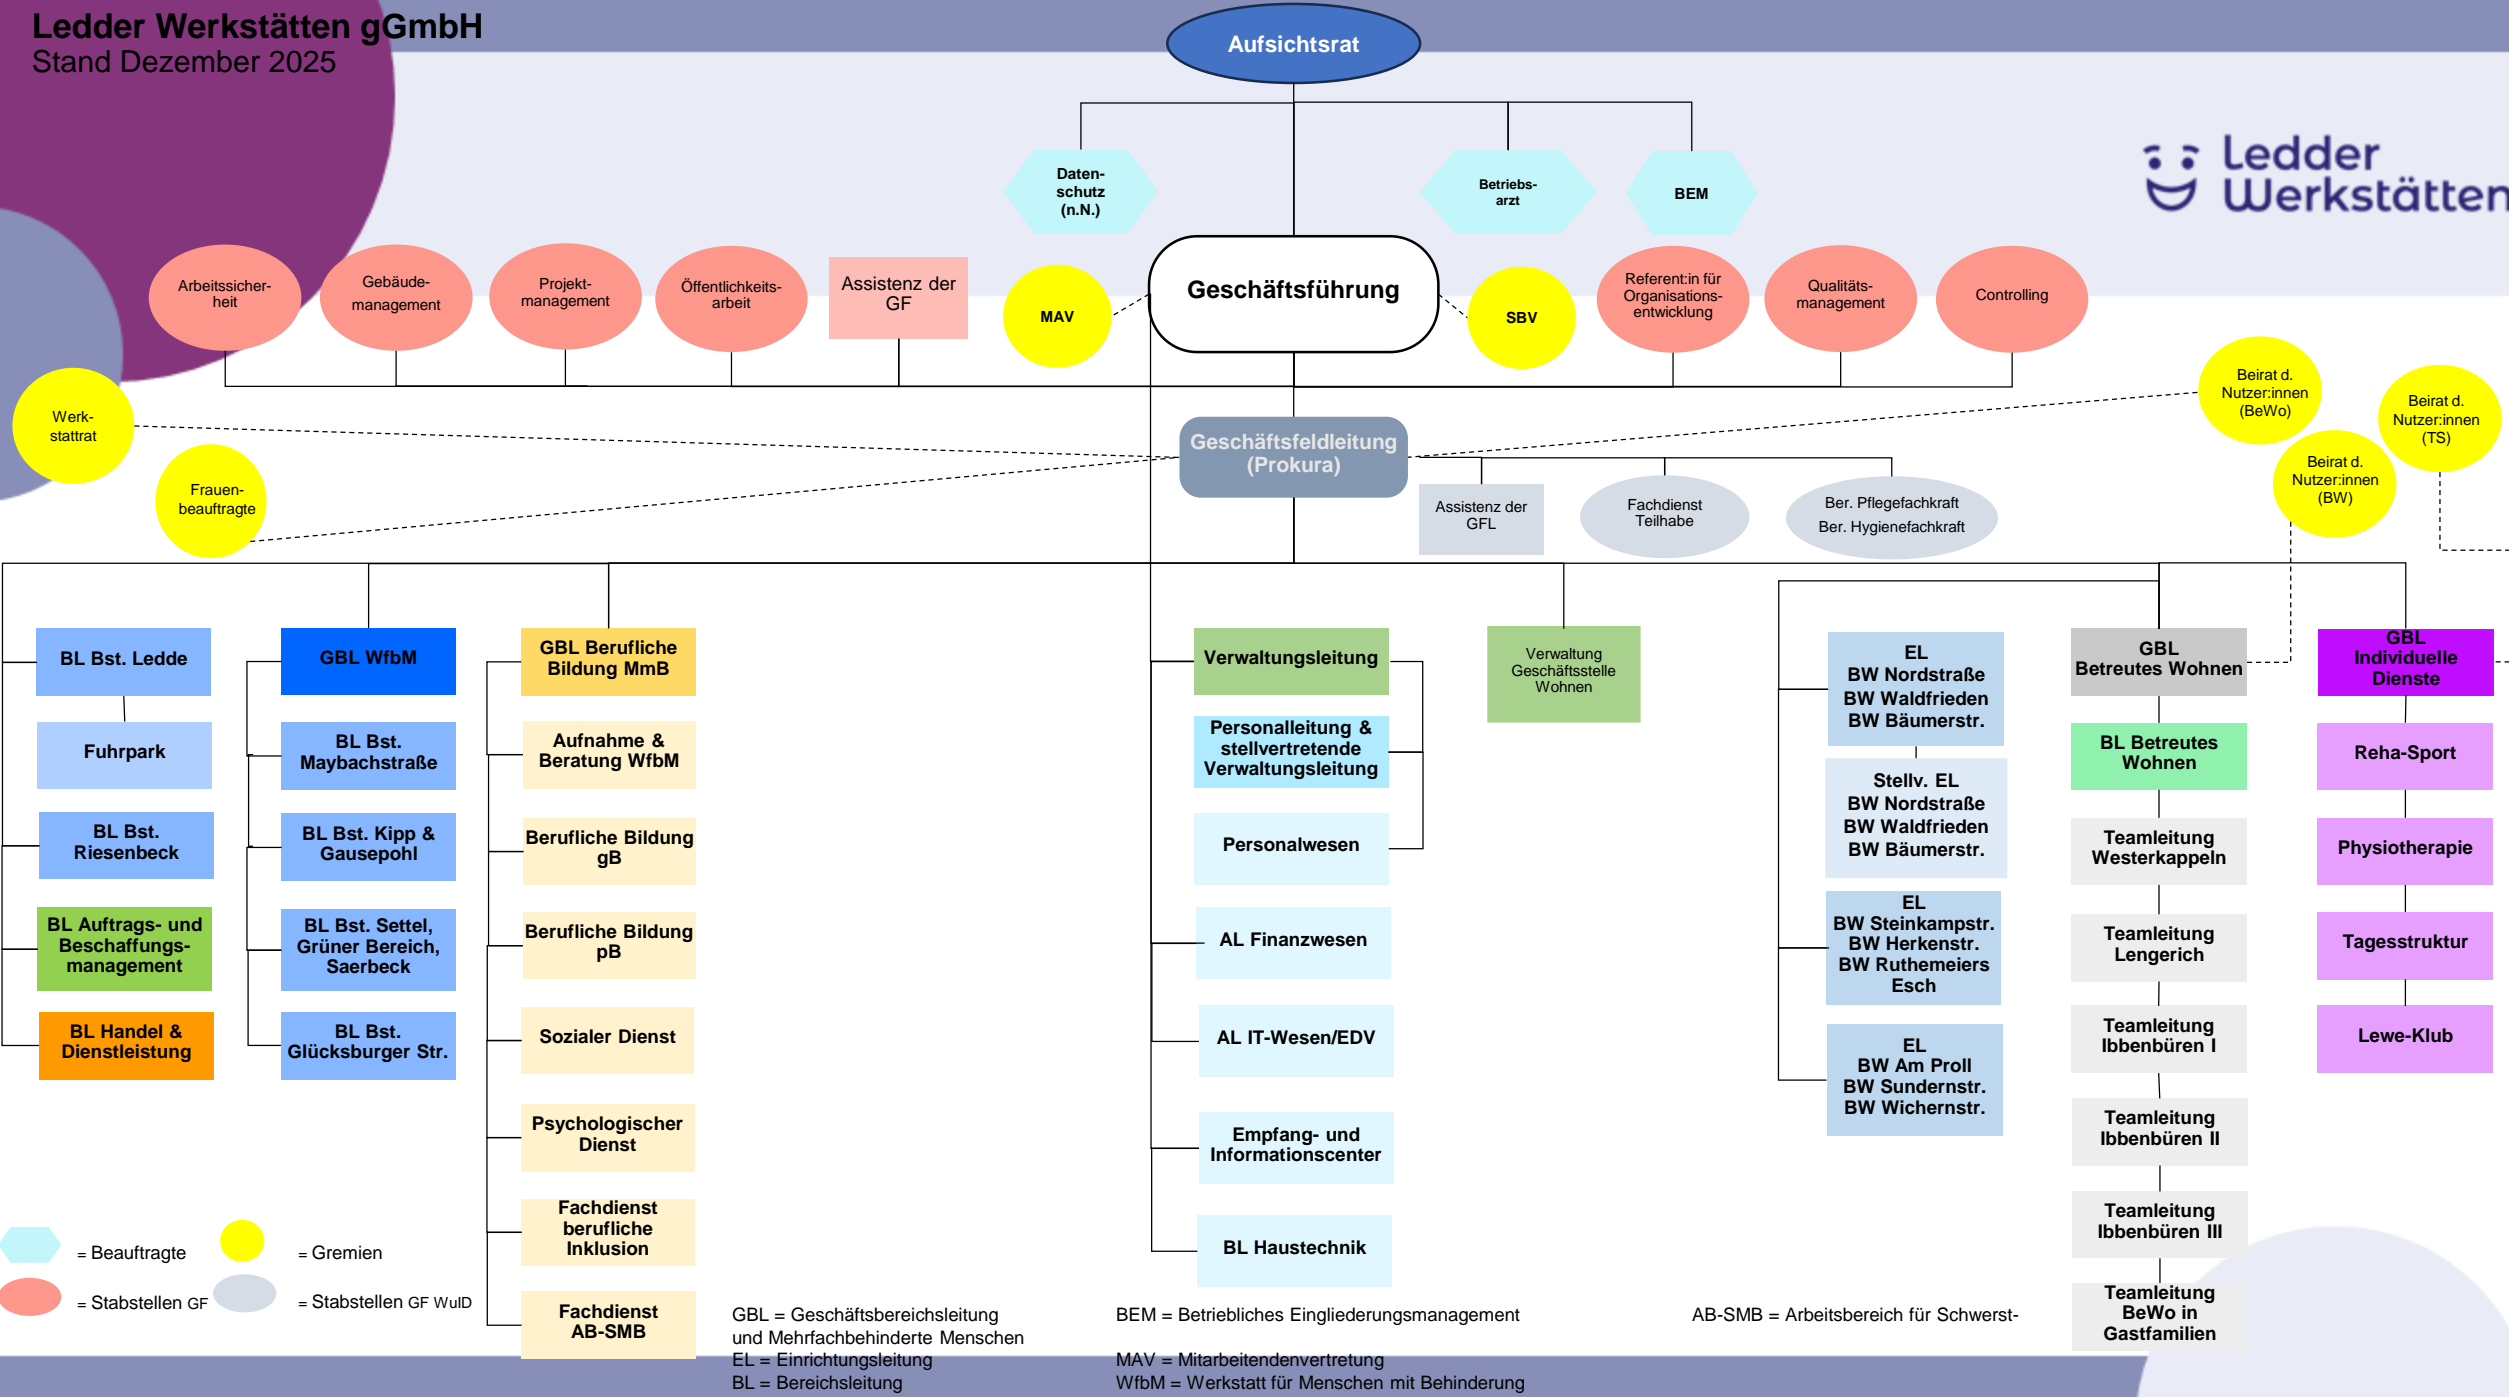 Ledder Werkstätten gGmbH
Stand Dezember 2025
Aufsichtsrat
Daten-
schutz
(n.N.)
Betriebs-
arzt
BEM
Ledder
Werkstätten
Arbeitssicher-
heit
Gebäude-
management
Projekt-
management
Öffentlichkeits-
arbeit
Assistenz der
GF
MAV
Geschäftsführung
SBV
Referent:in für
Organisations-
entwicklung
Qualitäts-
management
Controlling
Werk-
stattrat
Frauen-
beauftragte
Geschäftsfeldleitung
(Prokura)
Beirat d.
Nutzer:innen
(BeWo)
Beirat d.
Nutzer:innen
(TS)
Beirat d.
Nutzer:innen
(BW)
Assistenz der
GFL
Fachdienst
Teilhabe
Ber. Pflegefachkraft
Ber. Hygienefachkraft
BL Bst. Ledde
Fuhrpark
BL Bst.
Riesenbeck
BL Auftrags- und
Beschaffungs-
management
BL Handel &
Dienstleistung
GBL WfbM
BL Bst.
Maybachstraße
BL Bst. Kipp &
Gausepohl
BL Bst. Settel,
Grüner Bereich,
Saerbeck
BL Bst.
Glücksburger Str.
GBL Berufliche
Bildung MmB
Aufnahme &
Beratung WfbM
Berufliche Bildung
gB
Berufliche Bildung
pB
Sozialer Dienst
Psychologischer
Dienst
Fachdienst
berufliche
Inklusion
Fachdienst
AB-SMB
Verwaltungsleitung
Personalleitung &
stellvertretende
Verwaltungsleitung
Personalwesen
AL Finanzwesen
AL IT-Wesen/EDV
Empfang- und
Informationscenter
BL Haustechnik
Verwaltung
Geschäftsstelle
Wohnen
EL
BW Nordstraße
BW Waldfrieden
BW Bäumerstr.
Stellv. EL
BW Nordstraße
BW Waldfrieden
BW Bäumerstr.
EL
BW Steinkampstr.
BW Herkenstr.
BW Ruthemeiers
Esch
EL
BW Am Proll
BW Sundernstr.
BW Wichernstr.
GBL
Betreutes Wohnen
BL Betreutes
Wohnen
Teamleitung
Westerkappeln
Teamleitung
Lengerich
Teamleitung
Ibbenbüren I
Teamleitung
Ibbenbüren II
Teamleitung
Ibbenbüren III
Teamleitung
BeWo in
Gastfamilien
GBL
Individuelle
Dienste
Reha-Sport
Physiotherapie
Tagesstruktur
Lewe-Klub
= Beauftragte
= Gremien
= Stabstellen GF
= Stabstellen GF WuID
GBL = Geschäftsbereichsleitung BEM = Betriebliches Eingliederungsmanagement AB-SMB = Arbeitsbereich für Schwerst-
und Mehrfachbehinderte Menschen
EL = Einrichtungsleitung MAV = Mitarbeitendenvertretung
BL = Bereichsleitung WfbM = Werkstatt für Menschen mit Behinderung